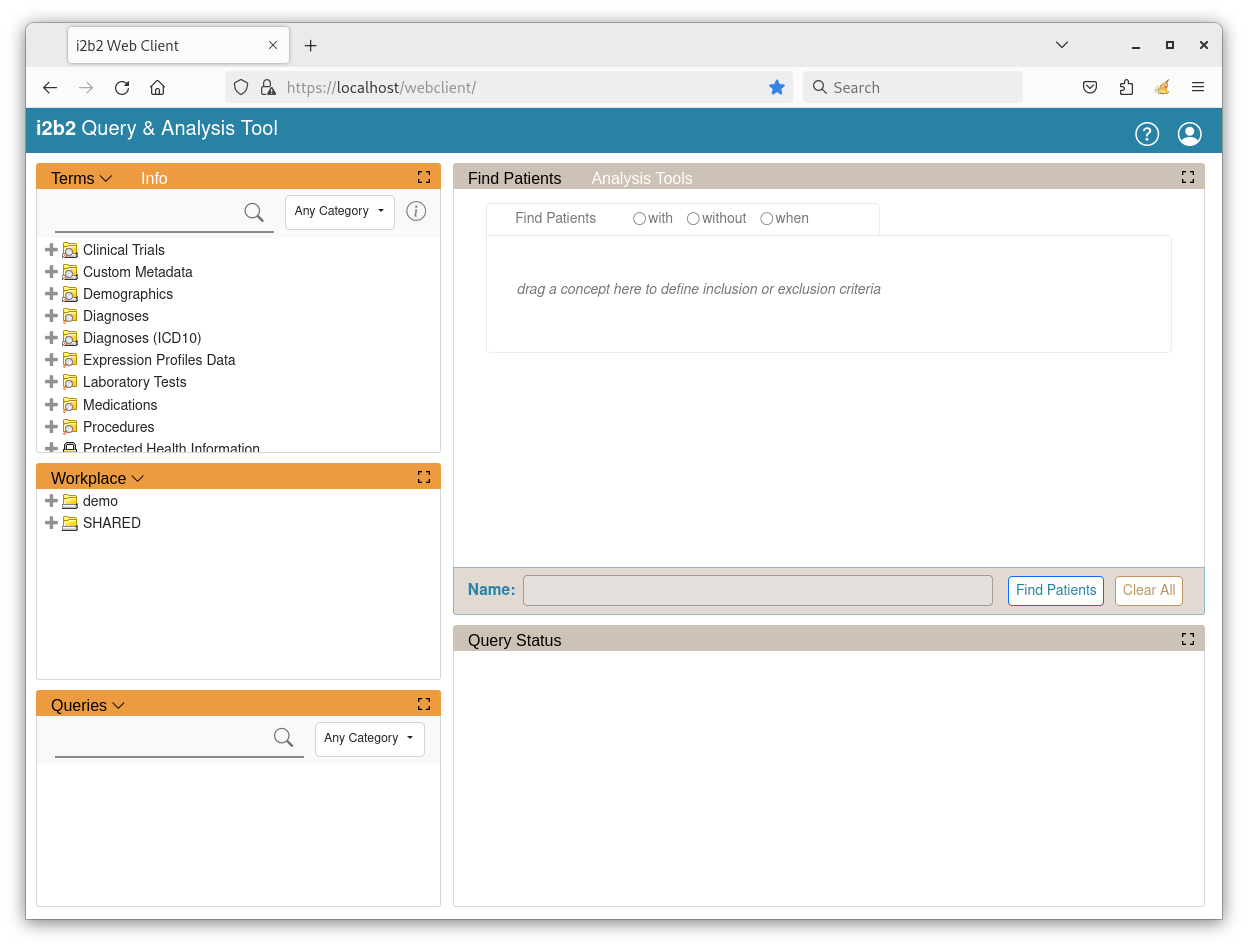 i2b2 Web Client
https://localhost/webclient/
Search
i2b2 Query & Analysis Tool
Terms
Info
Any Category
Clinical Trials
Custom Metadata
Demographics
Diagnoses
Diagnoses (ICD10)
Expression Profiles Data
Laboratory Tests
Medications
Procedures
Protected Health Information
Workplace
demo
SHARED
Queries
Any Category
Find Patients
Analysis Tools
Find Patients
with
without
when
drag a concept here to define inclusion or exclusion criteria
Name:
Find Patients
Clear All
Query Status